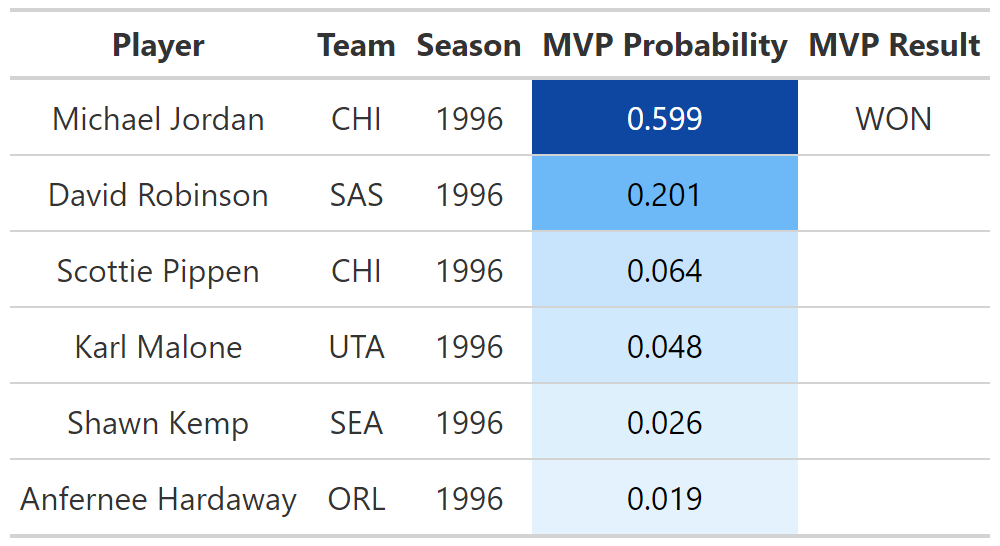 Player Team Season MVP Probability MVP Result
Michael Jordan CHI 1996 0.599 WON
David Robinson SAS 1996 0.201
Scottie Pippen CHI 1996 0.064
Karl Malone UTA 1996 0.048
Shawn Kemp SEA 1996 0.026
Anfernee Hardaway ORL 1996 0.019